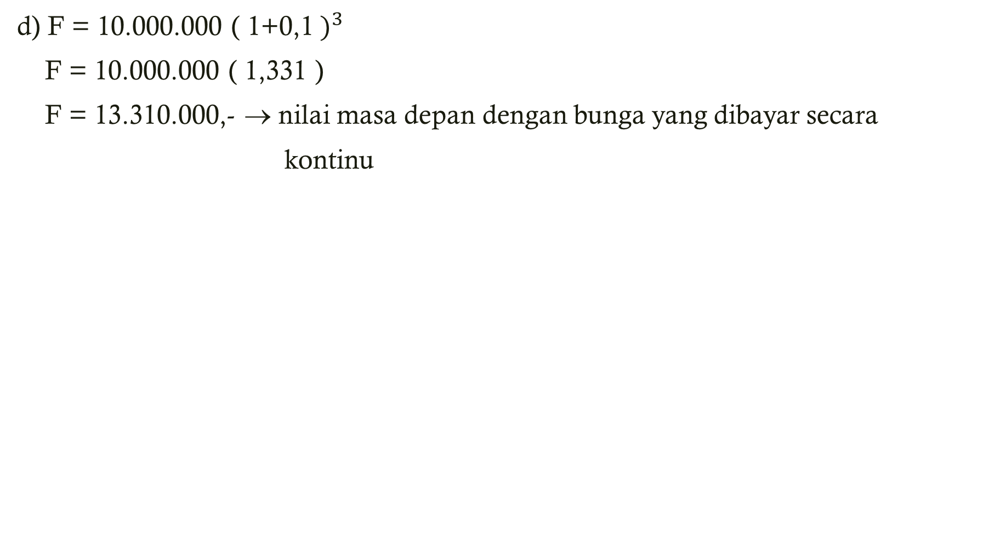 d) F = 10.000.000 ( 1+0,1 )³
F = 10.000.000 ( 1,331 )
F = 13.310.000,- → nilai masa depan dengan bunga yang dibayar secara
kontinu